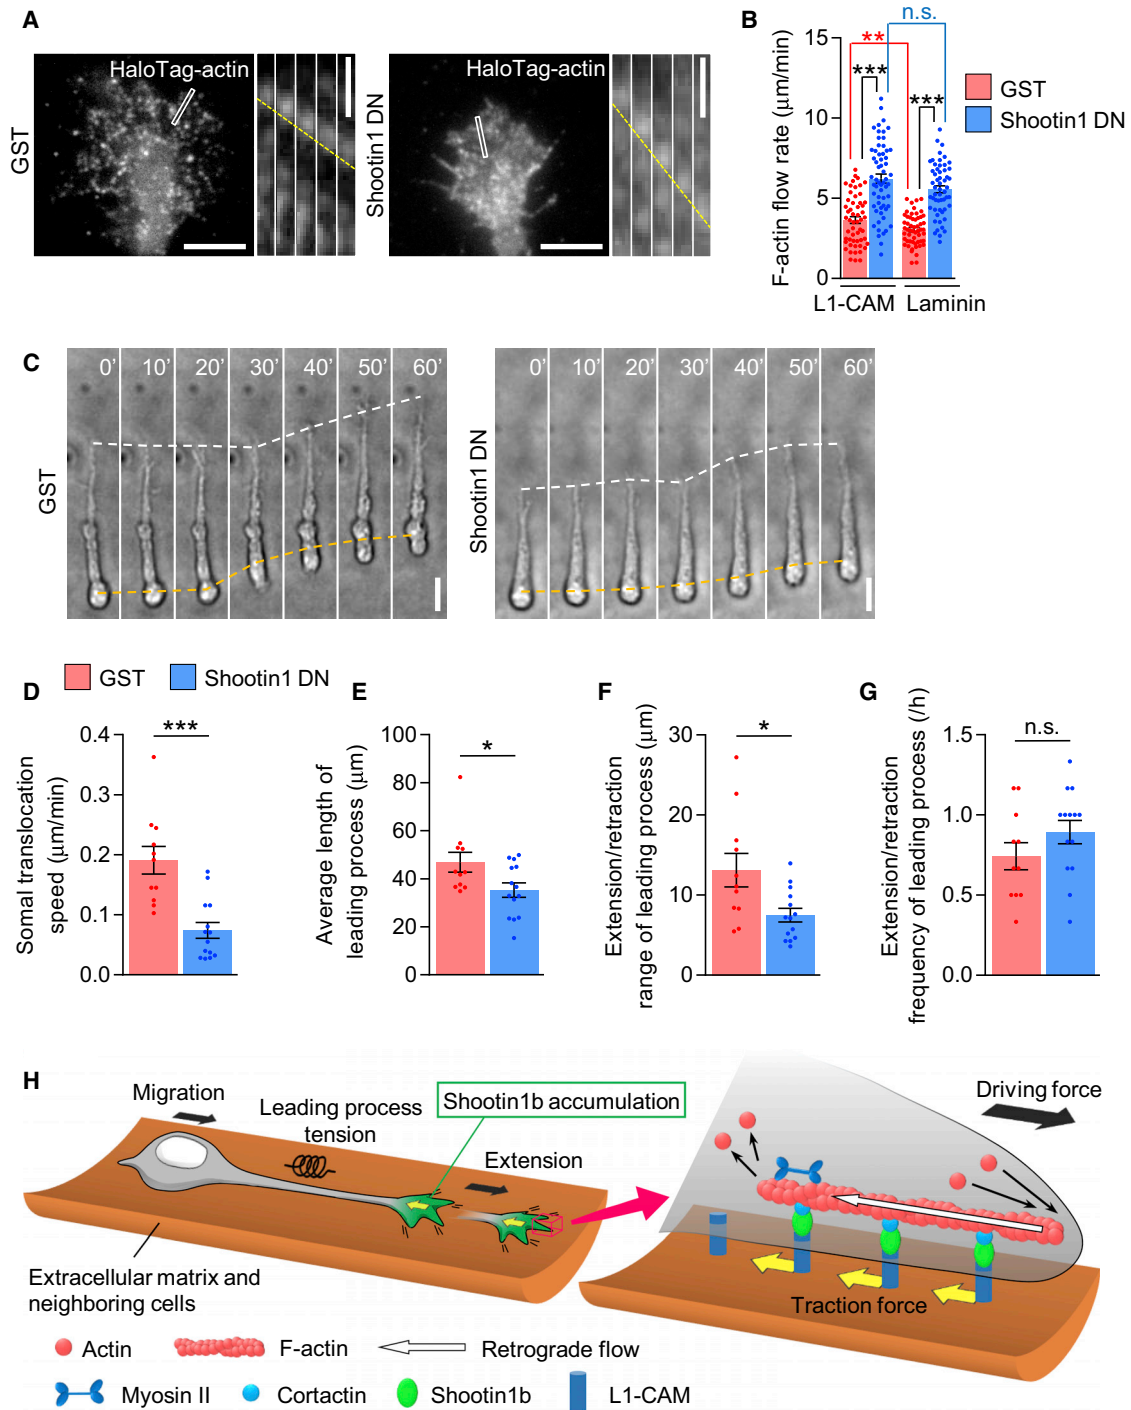 A
GST
HaloTag-actin
Shootin1 DN
HaloTag-actin
B
n.s.
**
***
***
F-actin flow rate (μm/min)
15
10
5
0
L1-CAM
Laminin
GST
Shootin1 DN
C
GST
0' 10' 20' 30' 40' 50' 60'
Shootin1 DN
0' 10' 20' 30' 40' 50' 60'
GST
Shootin1 DN
D
***
Somal translocation
speed (μm/min)
0.4
0.3
0.2
0.1
0.0
E
*
Average length of
leading process (μm)
100
80
60
40
20
0
F
*
Extension/retraction
range of leading process (μm)
30
20
10
0
G
n.s.
Extension/retraction
frequency of leading process (/h)
1.5
1.0
0.5
0.0
H
Migration
Leading process
tension
Shootin1b accumulation
Extension
Driving force
Extracellular matrix and
neighboring cells
Traction force
Actin
F-actin
Retrograde flow
Myosin II
Cortactin
Shootin1b
L1-CAM